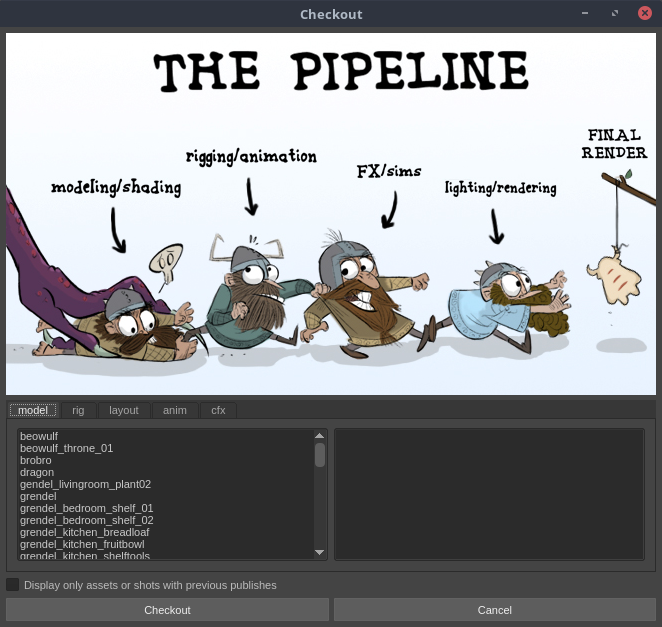 Checkout
THE PIPELINE
FINAL
RENDER
rigging/animation
FX/sims
modeling/shading
lighting/rendering
model
rig
layout
anim
cfx
beowulf
beowulf_throne_01
brobro
dragon
gendel_livingroom_plant02
grendel
grendel_bedroom_shelf_01
grendel_bedroom_shelf_02
grendel_kitchen_breadloaf
grendel_kitchen_fruitbowl
grendel_kitchen_shelftools
Display only assets or shots with previous publishes
Checkout
Cancel